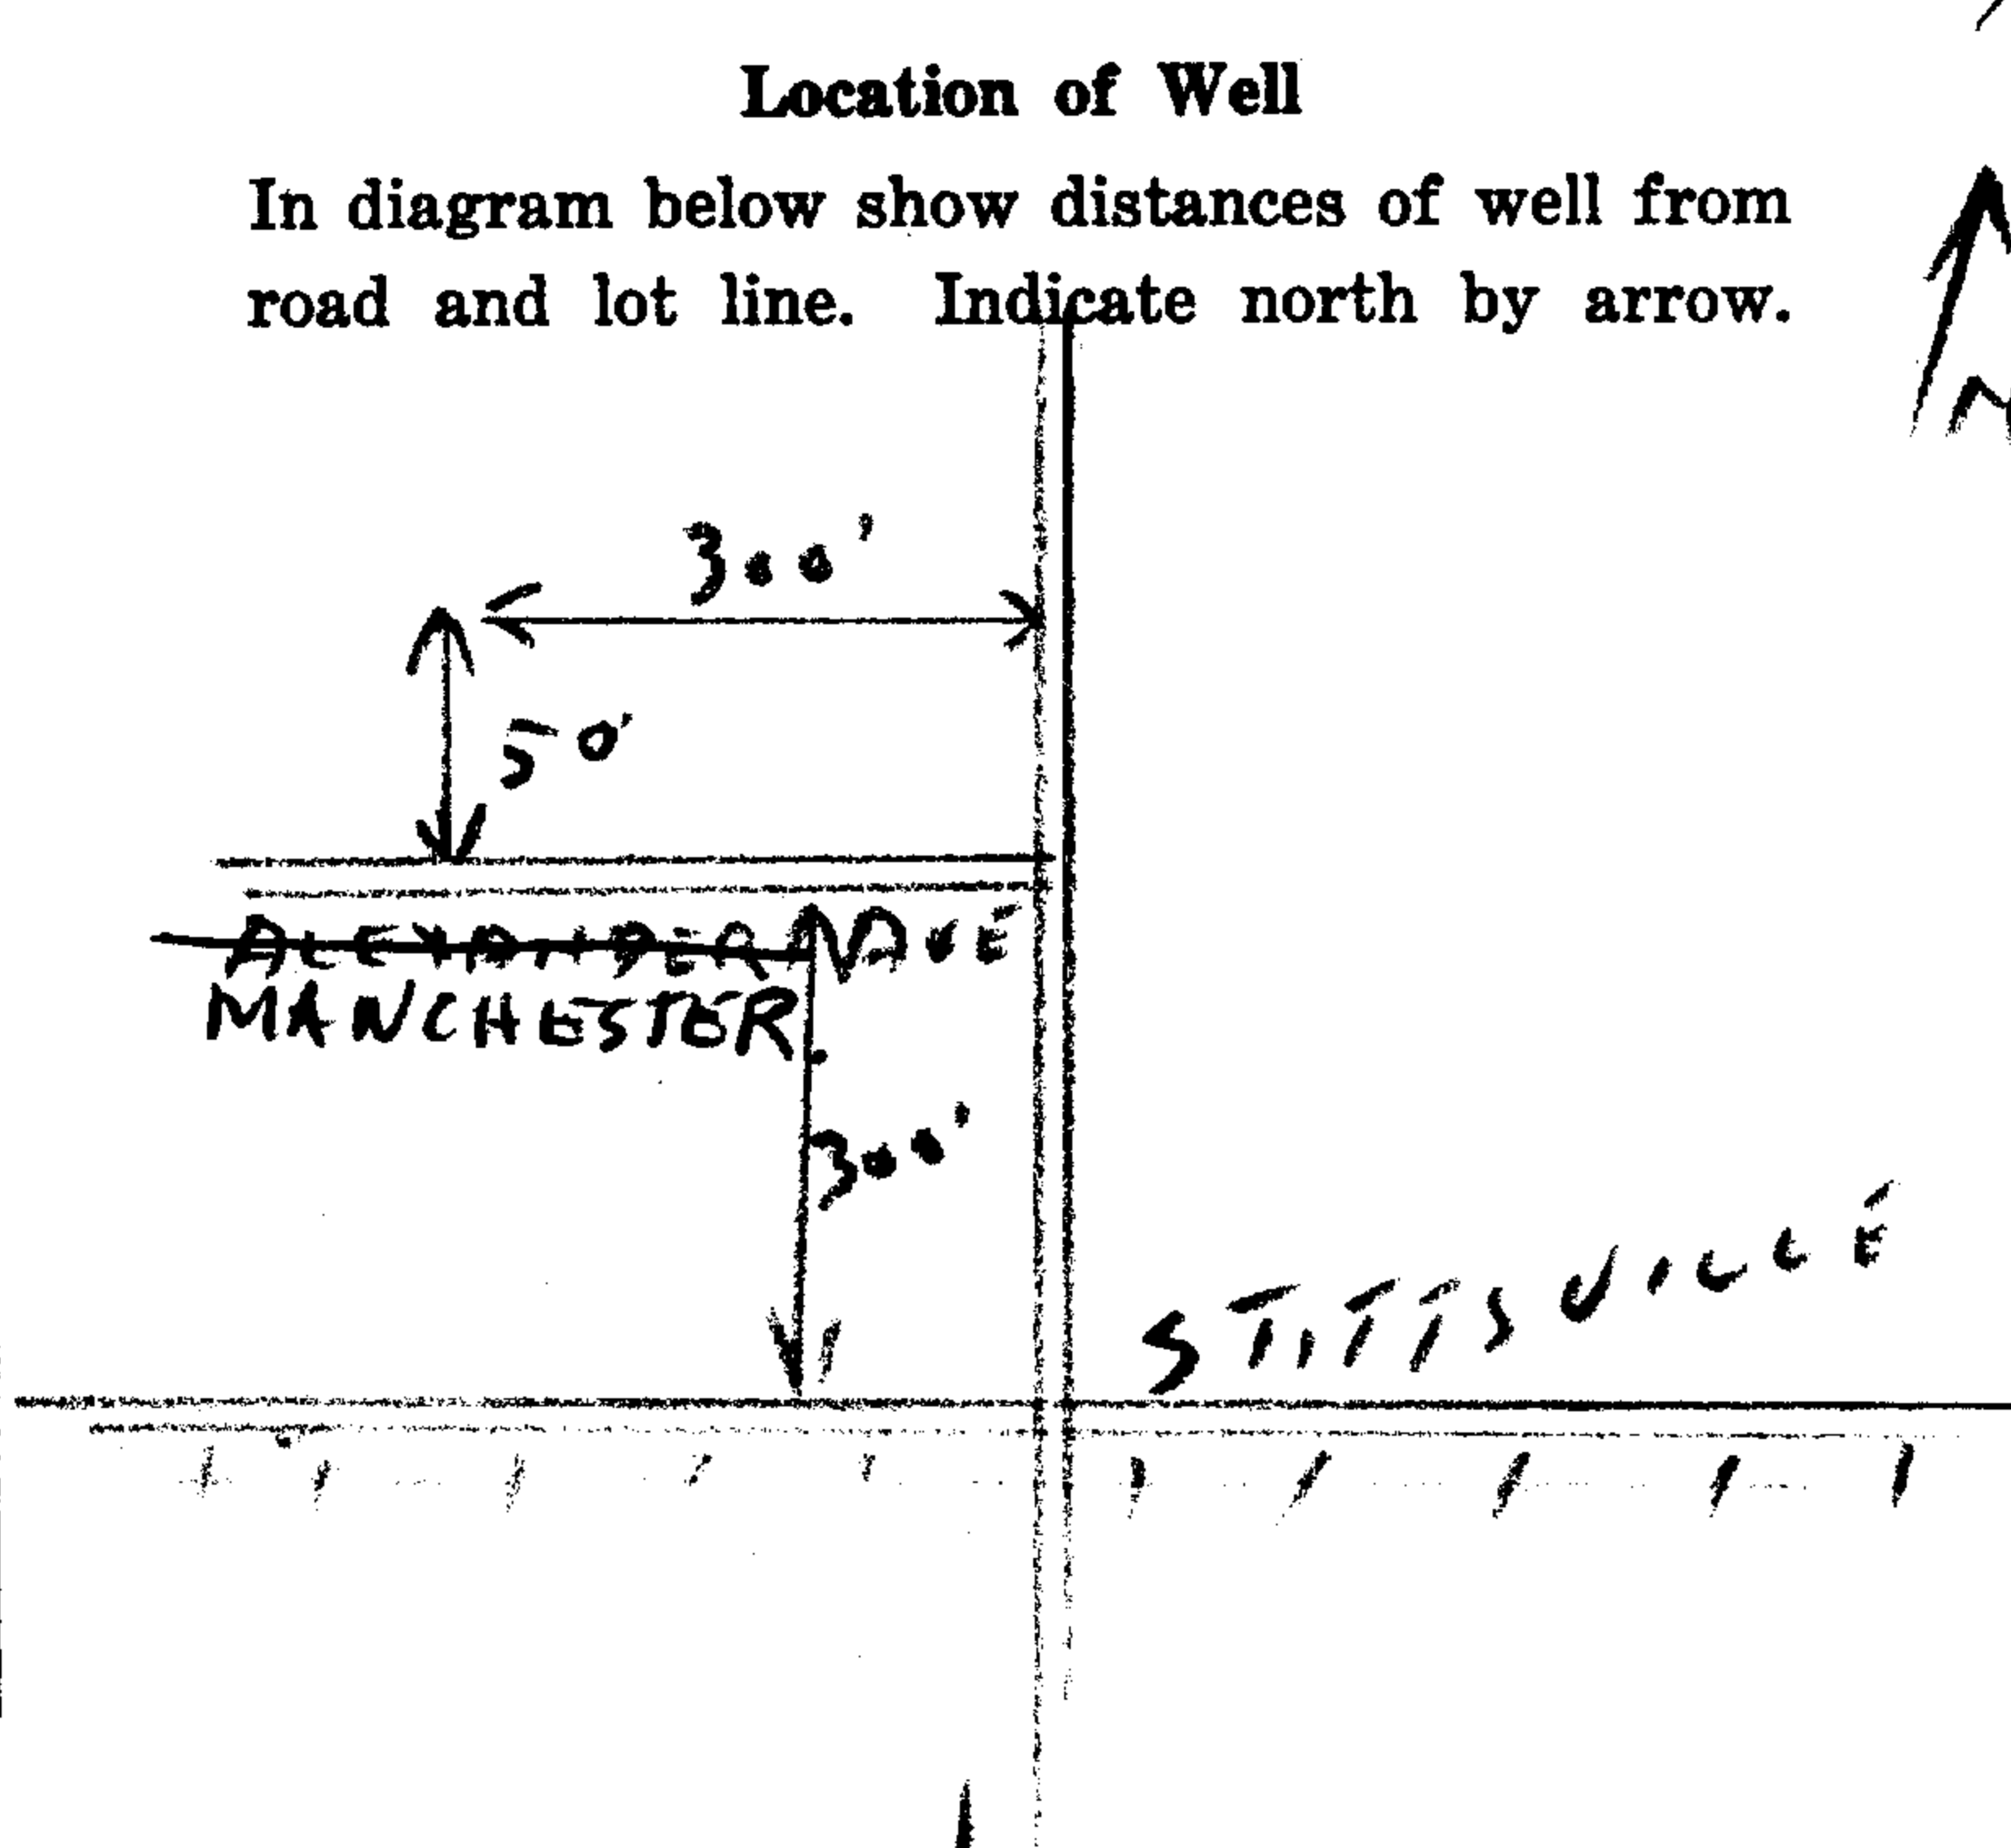 Location of Well
In diagram below show distances of well from
road and lot line. Indicate north by arrow.
N
300'
50'
ALEXANDER AVE
MANCHESTER.
300'
STITTSVILLE